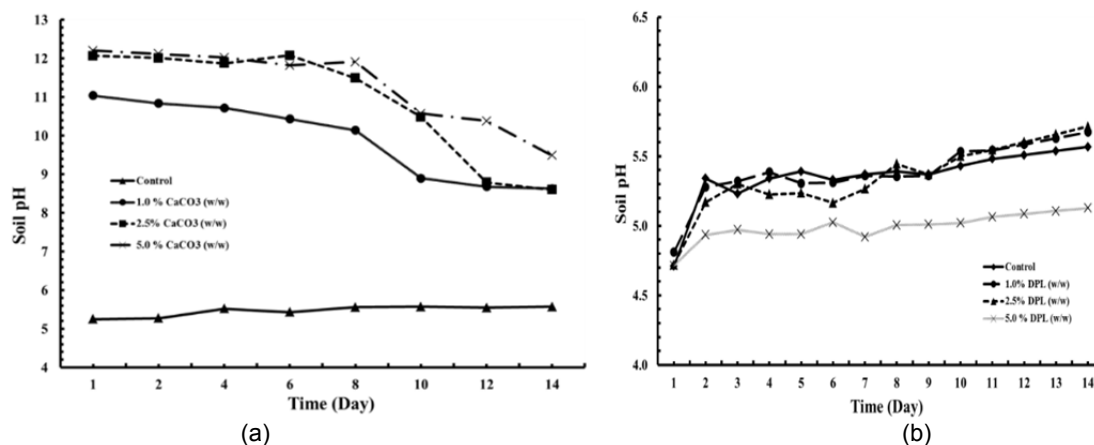 13
12
11
10
9
8
7
6
5
4
Soil pH
Control
1.0 % CaCO3 (w/w)
2.5% CaCO3 (w/w)
5.0 % CaCO3 (w/w)
1 2 4 6 8 10 12 14
Time (Day)
(a)
6.5
6.0
5.5
5.0
4.5
4.0
Soil pH
Control
1.0% DPL (w/w)
2.5% DPL (w/w)
5.0 % DPL (w/w)
1 2 3 4 5 6 7 8 9 10 11 12 13 14
Time (Day)
(b)